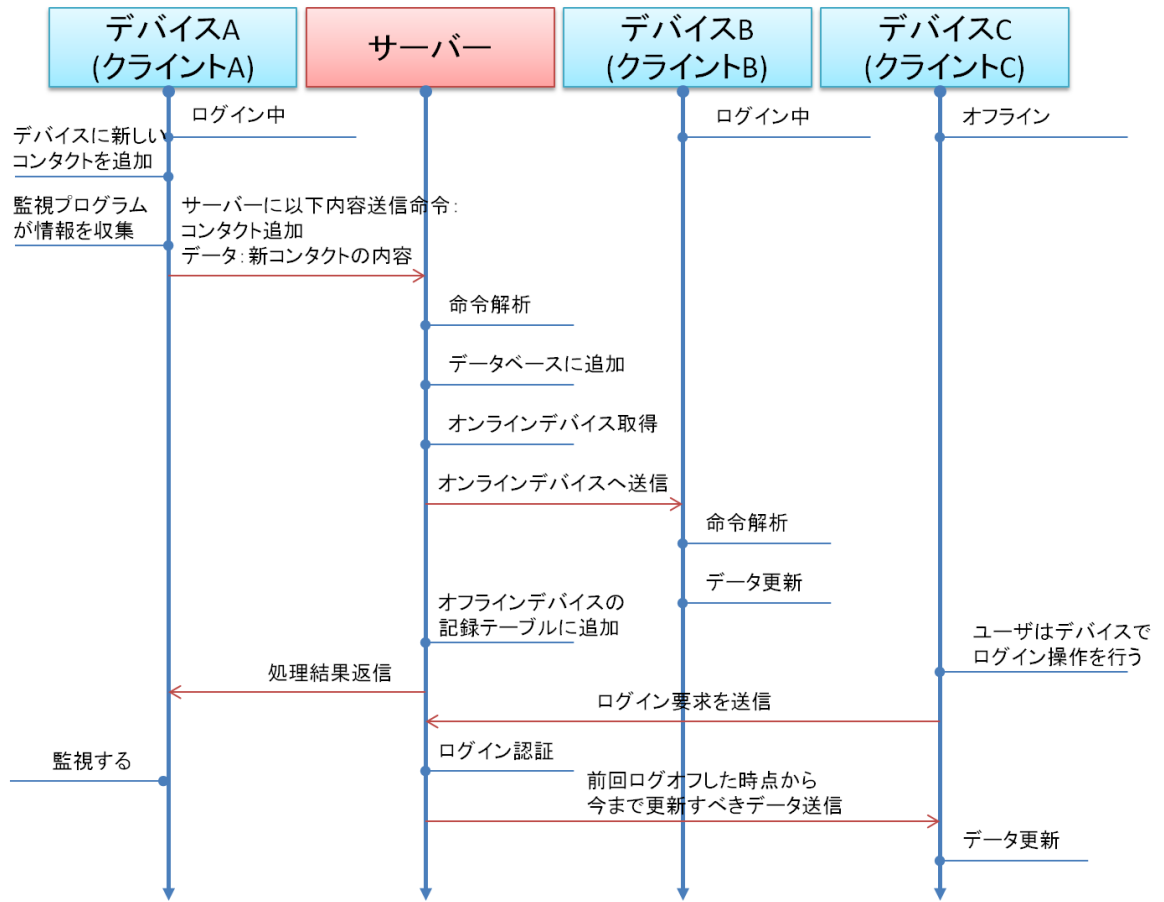 デバイスA
(クライントA)
サーバー
デバイスB
(クライントB)
デバイスC
(クライントC)
ログイン中
ログイン中
オフライン
デバイスに新しい
コンタクトを追加
監視プログラム
が情報を収集
サーバーに以下内容送信命令:
コンタクト追加
データ:新コンタクトの内容
命令解析
データベースに追加
オンラインデバイス取得
オンラインデバイスへ送信
命令解析
データ更新
オフラインデバイスの
記録テーブルに追加
ユーザはデバイスで
ログイン操作を行う
処理結果返信
ログイン要求を送信
ログイン認証
監視する
前回ログオフした時点から
今まで更新すべきデータ送信
データ更新